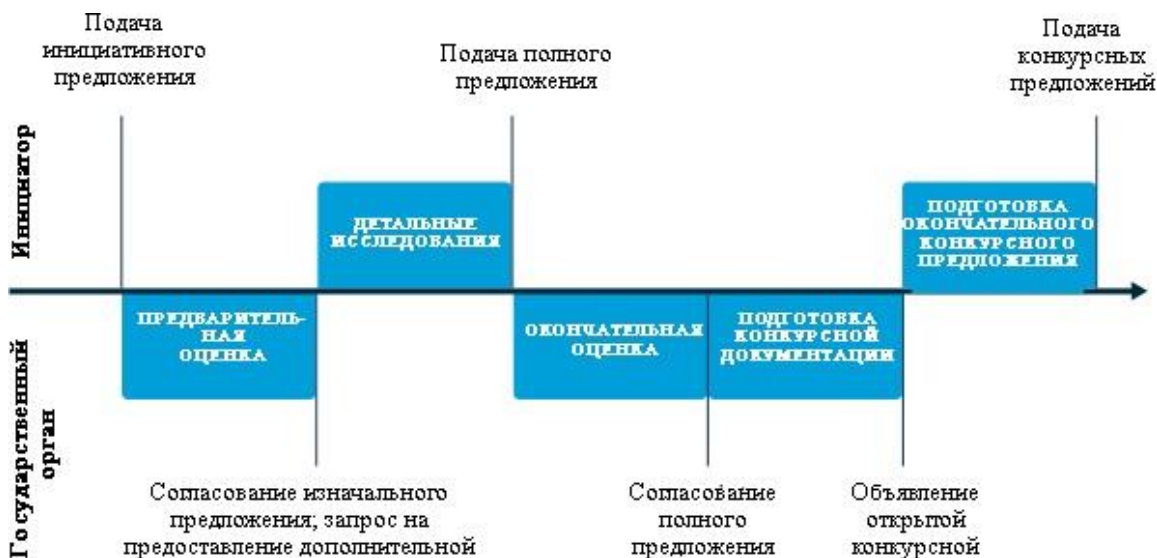 Подача
инициативного
предложения
Подача полного
предложения
Подача
конкурсных
предложений
Инициатор
ДЕТАЛЬНЫЕ
ИССЛЕДОВАНИЯ
ПОДГОТОВКА
ОКОНЧАТЕЛЬНОГО
КОНКУРСНОГО
ПРЕДЛОЖЕНИЯ
ПРЕДВАРИТЕЛЬ-
НАЯ
ОЦЕНКА
ОКОНЧАТЕЛЬНАЯ
ОЦЕНКА
ПОДГОТОВКА
КОНКУРСНОЙ
ДОКУМЕНТАЦИИ
Государственный
орган
Согласование изначального
предложения; запрос на
предоставление дополнительной
Согласование
полного
предложения
Объявление
открытой
конкурсной